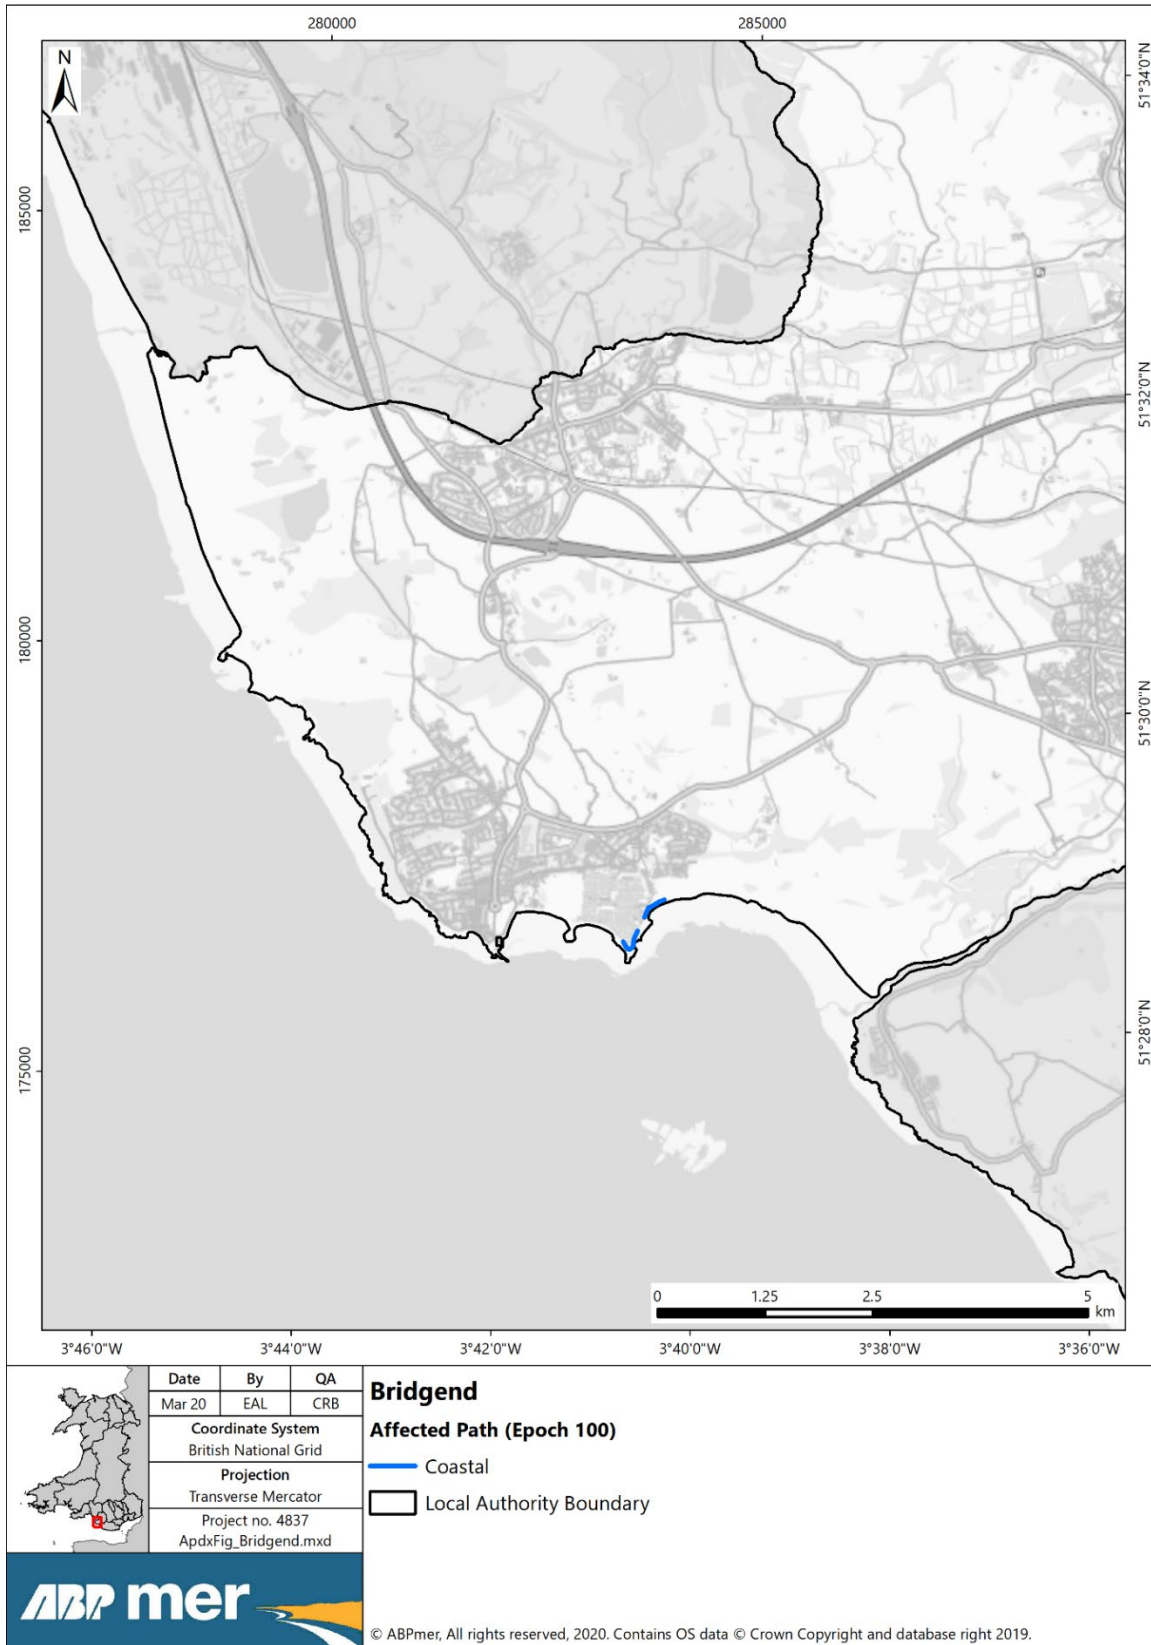 280000
285000
N
51°34'0"N
185000
51°32'0"N
180000
51°30'0"N
51°28'0"N
175000
0 1.25 2.5 5
km
3°46'0"W 3°44'0"W 3°42'0"W 3°40'0"W 3°38'0"W 3°36'0"W
Date By QA
Mar 20 EAL CRB
Coordinate System
British National Grid
Projection
Transverse Mercator
Project no. 4837
ApdxFig_Bridgend.mxd
Bridgend
Affected Path (Epoch 100)
Coastal
Local Authority Boundary
ABPmer
© ABPmer, All rights reserved, 2020. Contains OS data © Crown Copyright and database right 2019.